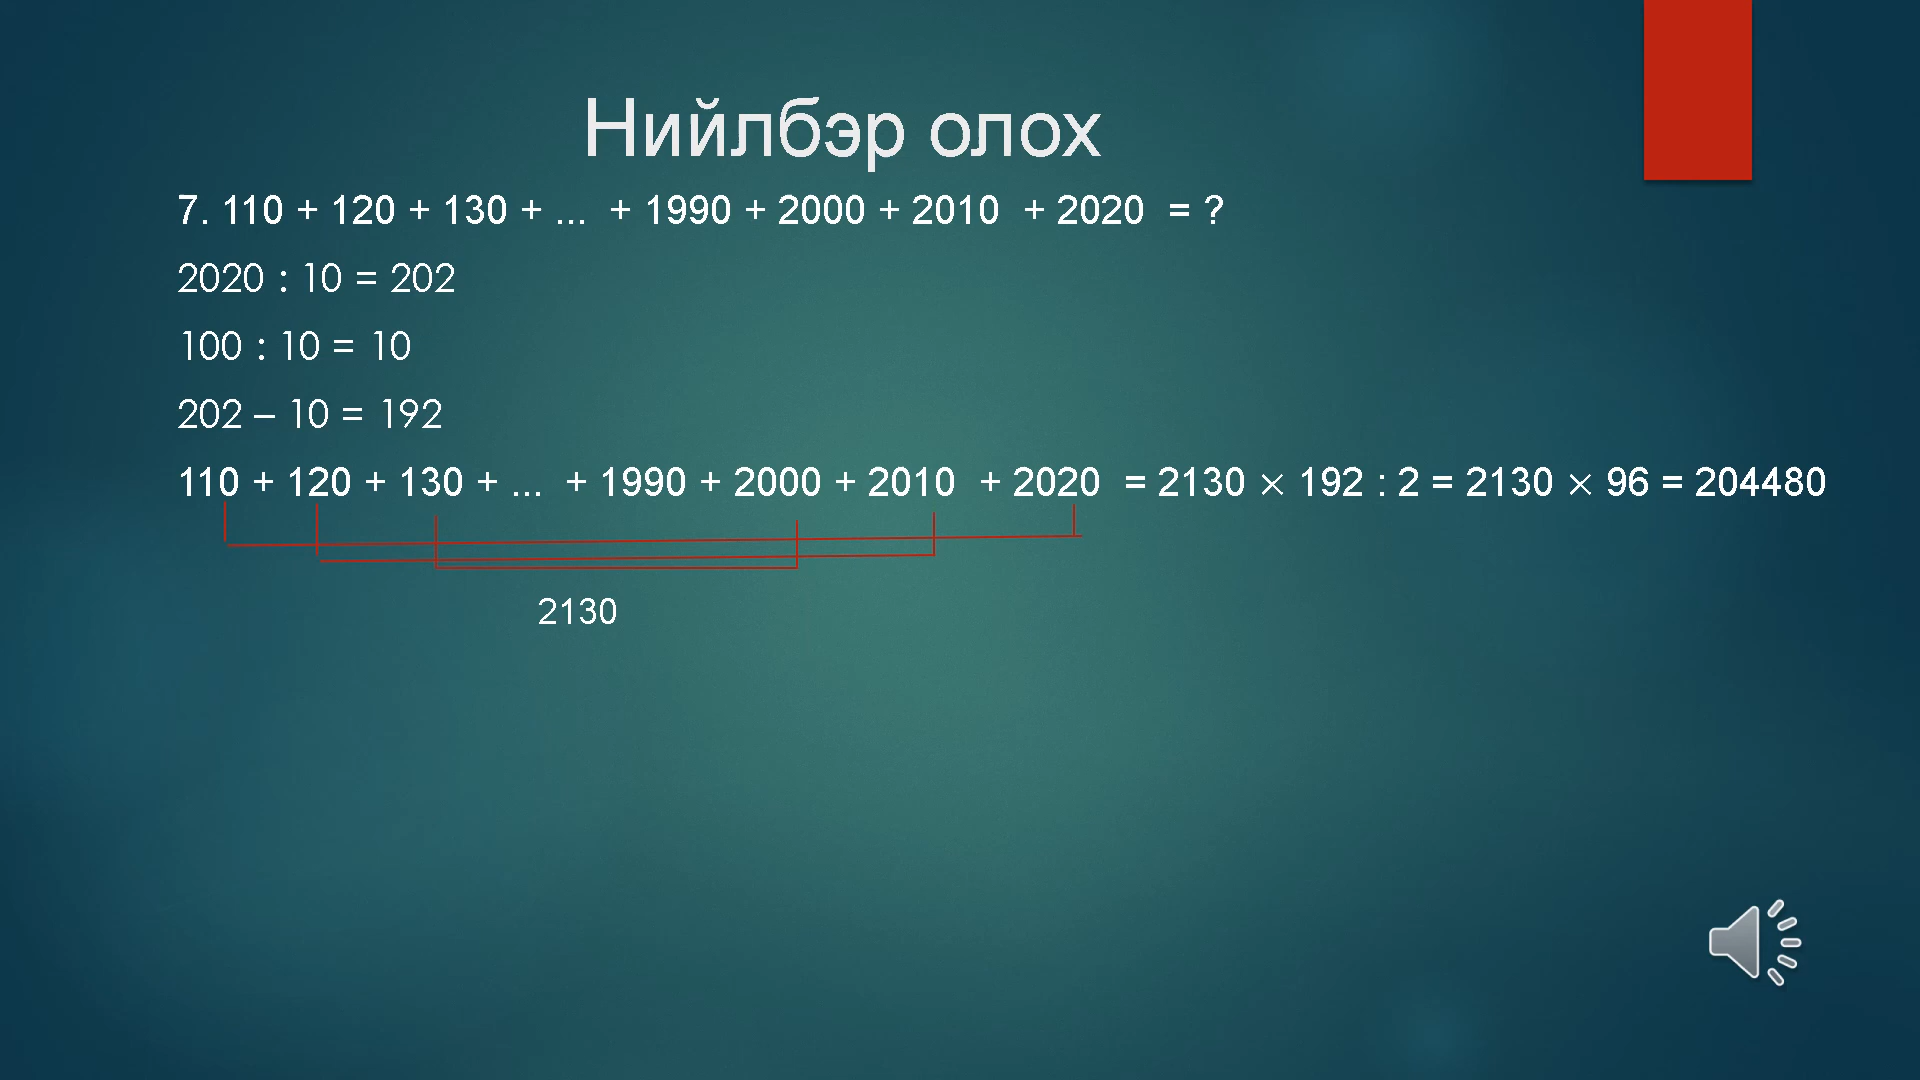 Нийлбэр олох
7. 110 + 120 + 130 + ... + 1990 + 2000 + 2010 + 2020 = ?
2020 : 10 = 202
100 : 10 = 10
202 – 10 = 192
110 + 120 + 130 + ... + 1990 + 2000 + 2010 + 2020 = 2130 × 192 : 2 = 2130 × 96 = 204480
2130